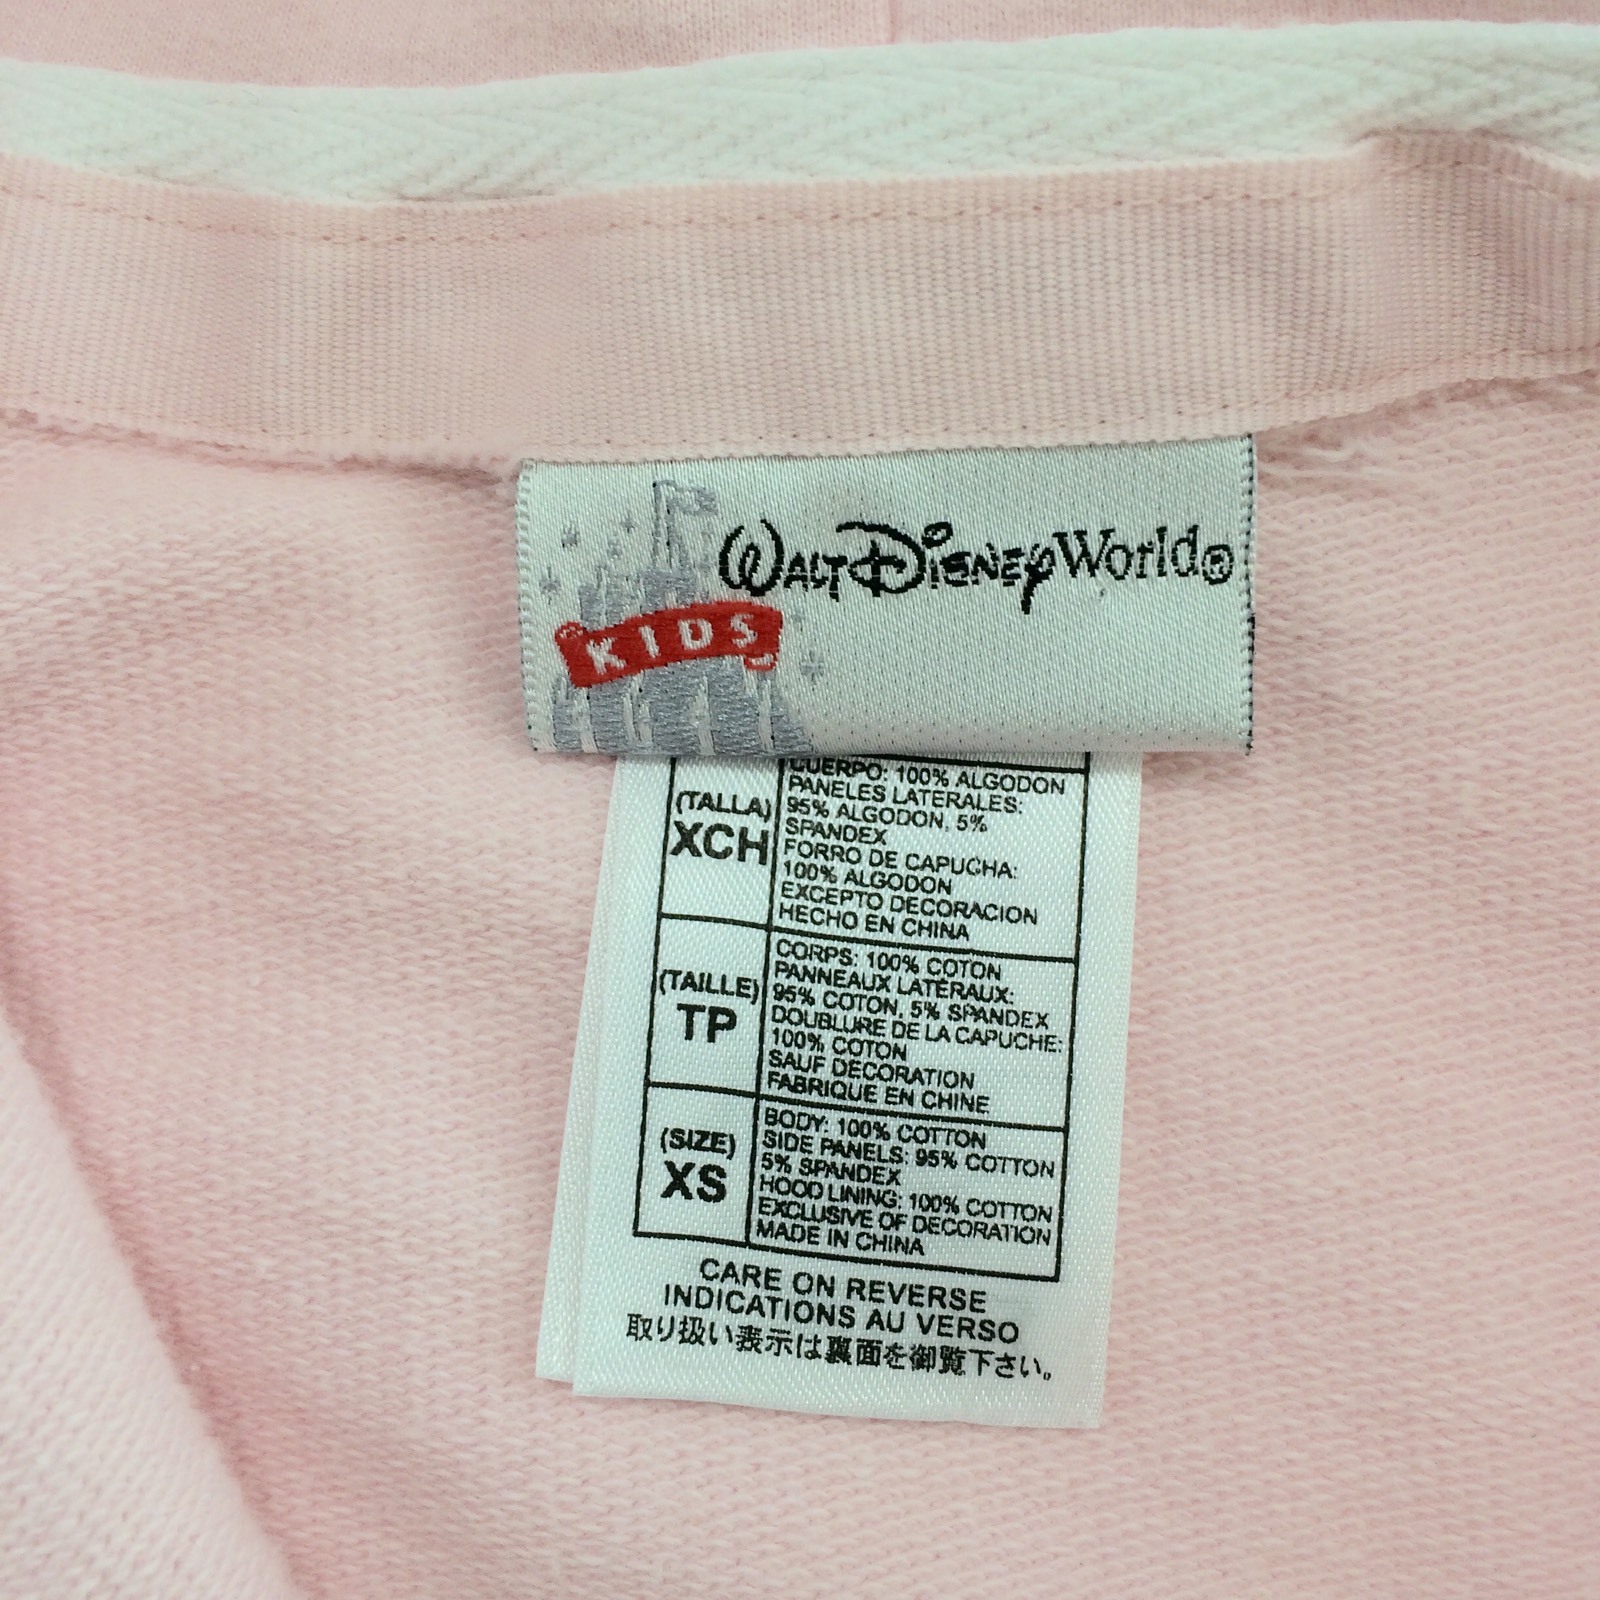 Walt Disney World®
KIDS
(TALLA)
XCH
CUERPO: 100% ALGODON
PANELES LATERALES:
95% ALGODON, 5%
SPANDEX
FORRO DE CAPUCHA:
100% ALGODON
EXCEPTO DECORACION
HECHO EN CHINA
(TAILLE)
TP
CORPS: 100% COTON
PANNEAUX LATÉRAUX:
95% COTON, 5% SPANDEX
DOUBLURE DE LA CAPUCHE:
100% COTON
SAUF DECORATION
FABRIQUE EN CHINE
(SIZE)
XS
BODY: 100% COTTON
SIDE PANELS: 95% COTTON
5% SPANDEX
HOOD LINING: 100% COTTON
EXCLUSIVE OF DECORATION
MADE IN CHINA
CARE ON REVERSE
INDICATIONS AU VERSO
取り扱い表示は裏面を御覧下さい。